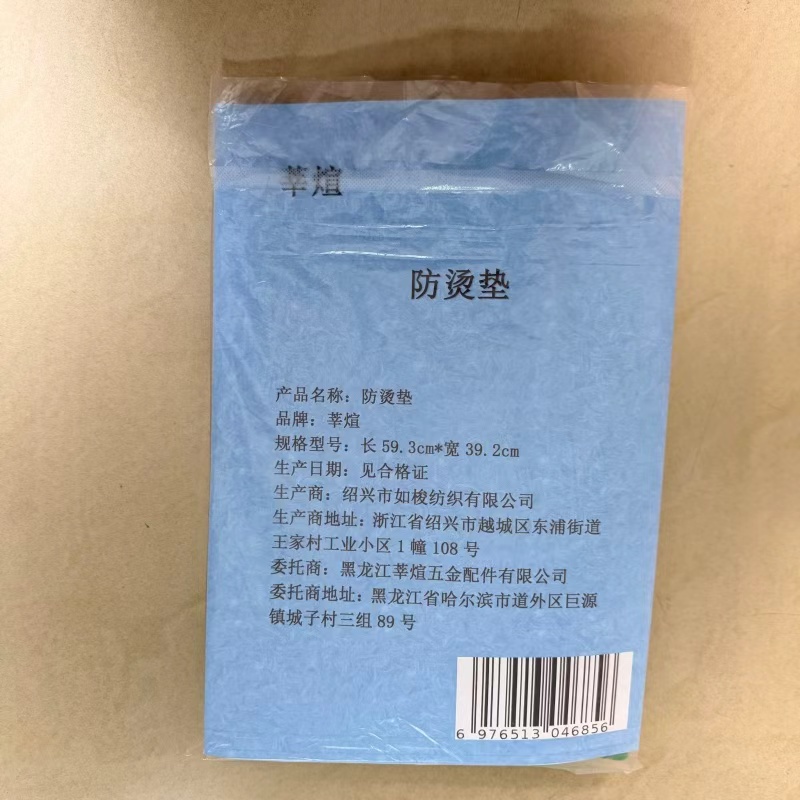 莘煊
防烫垫
产品名称：防烫垫
品牌：莘煊
规格型号：长 59.3cm*宽 39.2cm
生产日期：见合格证
生产商：绍兴市如梭纺织有限公司
生产商地址：浙江省绍兴市越城区东浦街道
王家村工业小区 1 幢 108 号
委托商：黑龙江莘煊五金配件有限公司
委托商地址：黑龙江省哈尔滨市道外区巨源
镇城子村三组 89 号
6 976513 046856